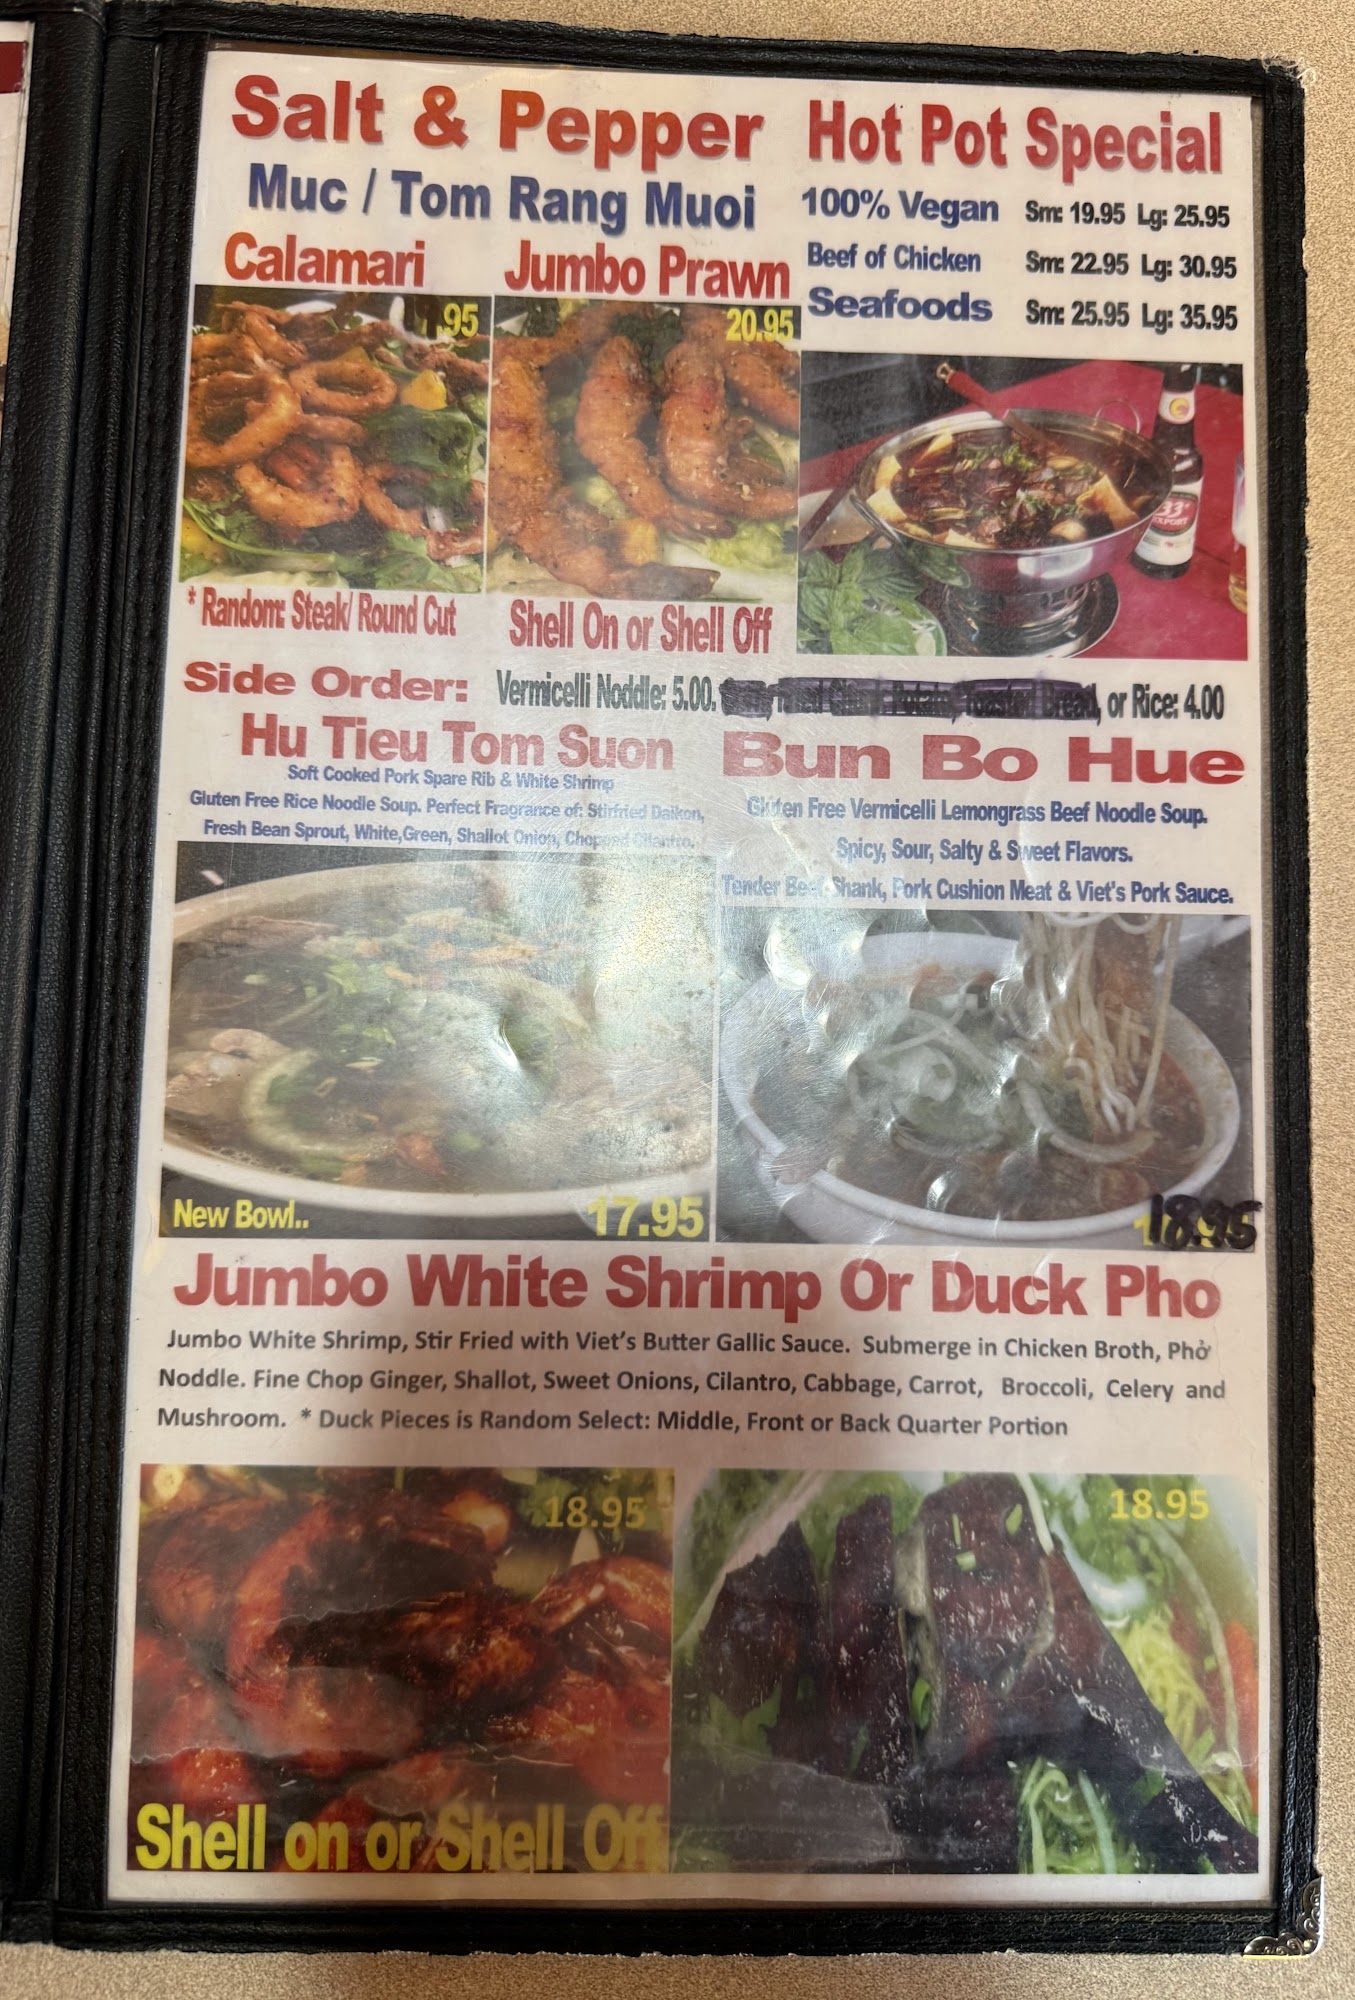 Salt & Pepper
Muc / Tom Rang Muoi
Calamari
.95
Jumbo Prawn
20.95
* Random: Steak/ Round Cut
Shell On or Shell Off
Hot Pot Special
100% Vegan Sm: 19.95 Lg: 25.95
Beef of Chicken Sm: 22.95 Lg: 30.95
Seafoods Sm: 25.95 Lg: 35.95
33
EXPORT
Side Order: Vermicelli Noddle: 5.00. or Rice: 4.00
Hu Tieu Tom Suon
Soft Cooked Pork Spare Rib & White Shrimp
Gluten Free Rice Noodle Soup. Perfect Fragrance of: Stirfried Daikon,
Fresh Bean Sprout, White,Green, Shallot Onion, Chopped Cilantro.
New Bowl..
17.95
Bun Bo Hue
Gluten Free Vermicelli Lemongrass Beef Noodle Soup.
Spicy, Sour, Salty & Sweet Flavors.
Tender Beef Shank, Pork Cushion Meat & Viet's Pork Sauce.
18.95
Jumbo White Shrimp Or Duck Pho
Jumbo White Shrimp, Stir Fried with Viet's Butter Gallic Sauce. Submerge in Chicken Broth, Phở
Noddle. Fine Chop Ginger, Shallot, Sweet Onions, Cilantro, Cabbage, Carrot, Broccoli, Celery and
Mushroom. * Duck Pieces is Random Select: Middle, Front or Back Quarter Portion
18.95
Shell on or Shell Off
18.95